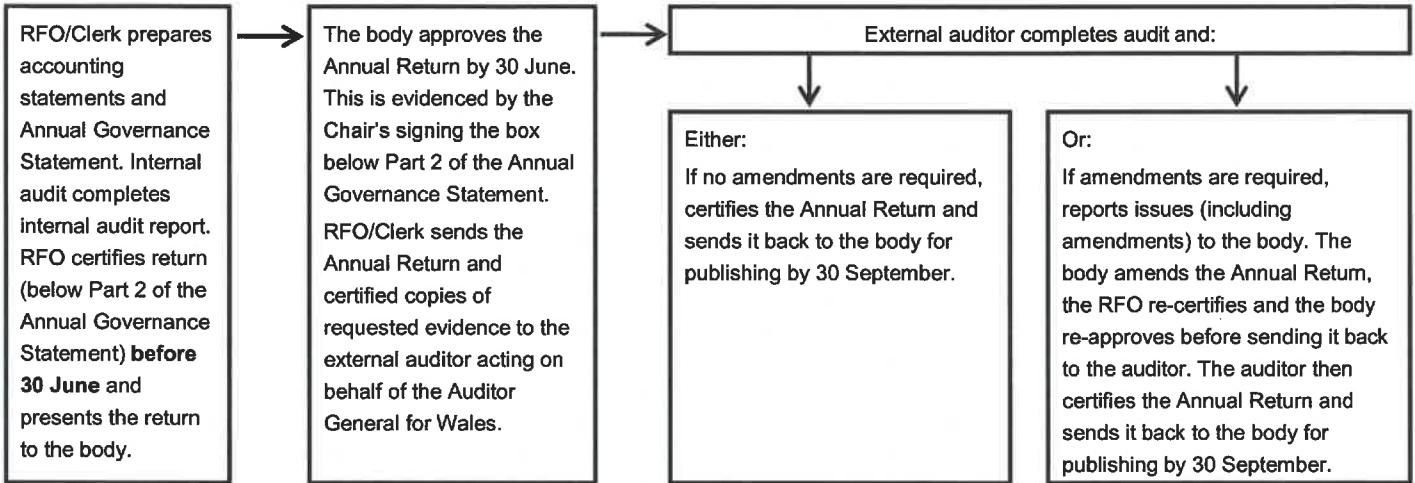 RFO/Clerk prepares
accounting
statements and
Annual Governance
Statement. Internal
audit completes
internal audit report.
RFO certifies return
(below Part 2 of the
Annual Governance
Statement) before
30 June and
presents the return
to the body.
The body approves the
Annual Return by 30 June.
This is evidenced by the
Chair's signing the box
below Part 2 of the Annual
Governance Statement.
RFO/Clerk sends the
Annual Return and
certified copies of
requested evidence to the
external auditor acting on
behalf of the Auditor
General for Wales.
External auditor completes audit and:
Either:
If no amendments are required,
certifies the Annual Return and
sends it back to the body for
publishing by 30 September.
Or:
If amendments are required,
reports issues (including
amendments) to the body. The
body amends the Annual Return,
the RFO re-certifies and the body
re-approves before sending it back
to the auditor. The auditor then
certifies the Annual Return and
sends it back to the body for
publishing by 30 September.